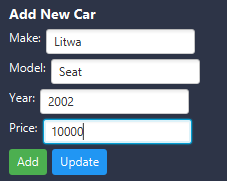 Add New Car
Make: Litwa
Model: Seat
Year: 2002
Price: 10000
Add Update